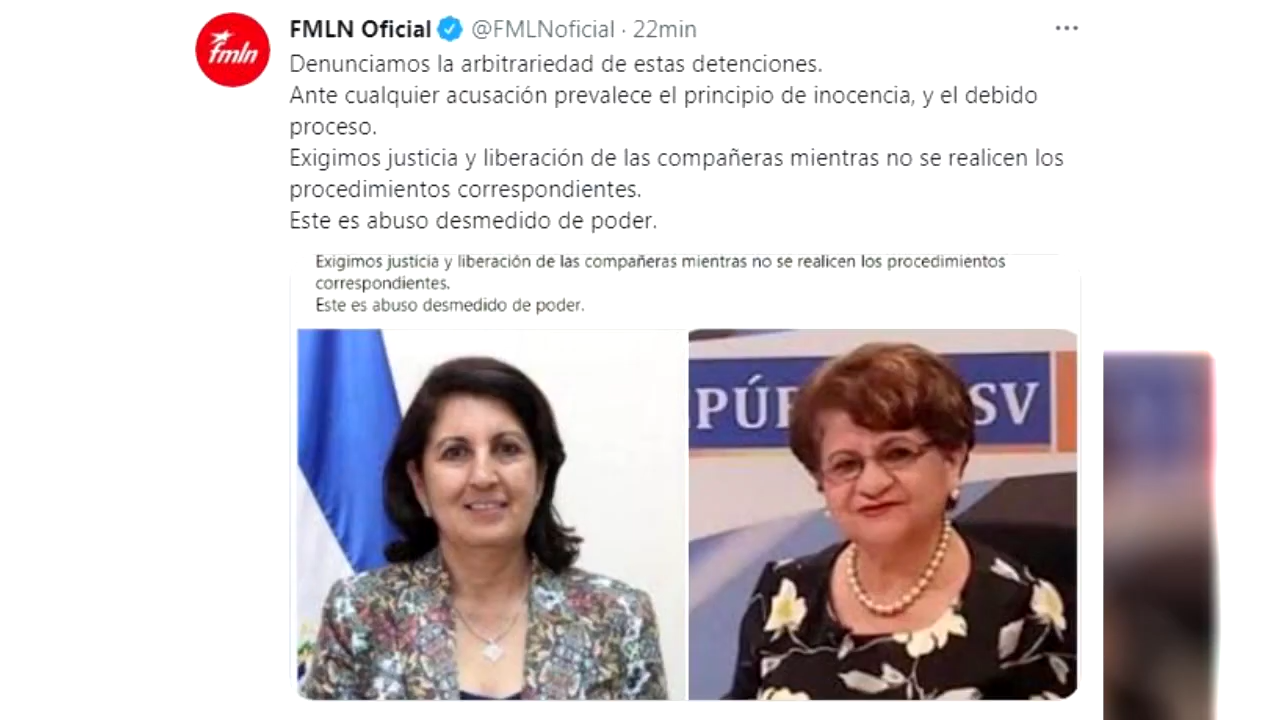 fmln
FMLN Oficial @FMLNoficial · 22min
Denunciamos la arbitrariedad de estas detenciones.
Ante cualquier acusación prevalece el principio de inocencia, y el debido
proceso.
Exigimos justicia y liberación de las compañeras mientras no se realicen los
procedimientos correspondientes.
Este es abuso desmedido de poder.
Exigimos justicia y liberación de las compañeras mientras no se realicen los procedimientos
correspondientes.
Este es abuso desmedido de poder.
SV